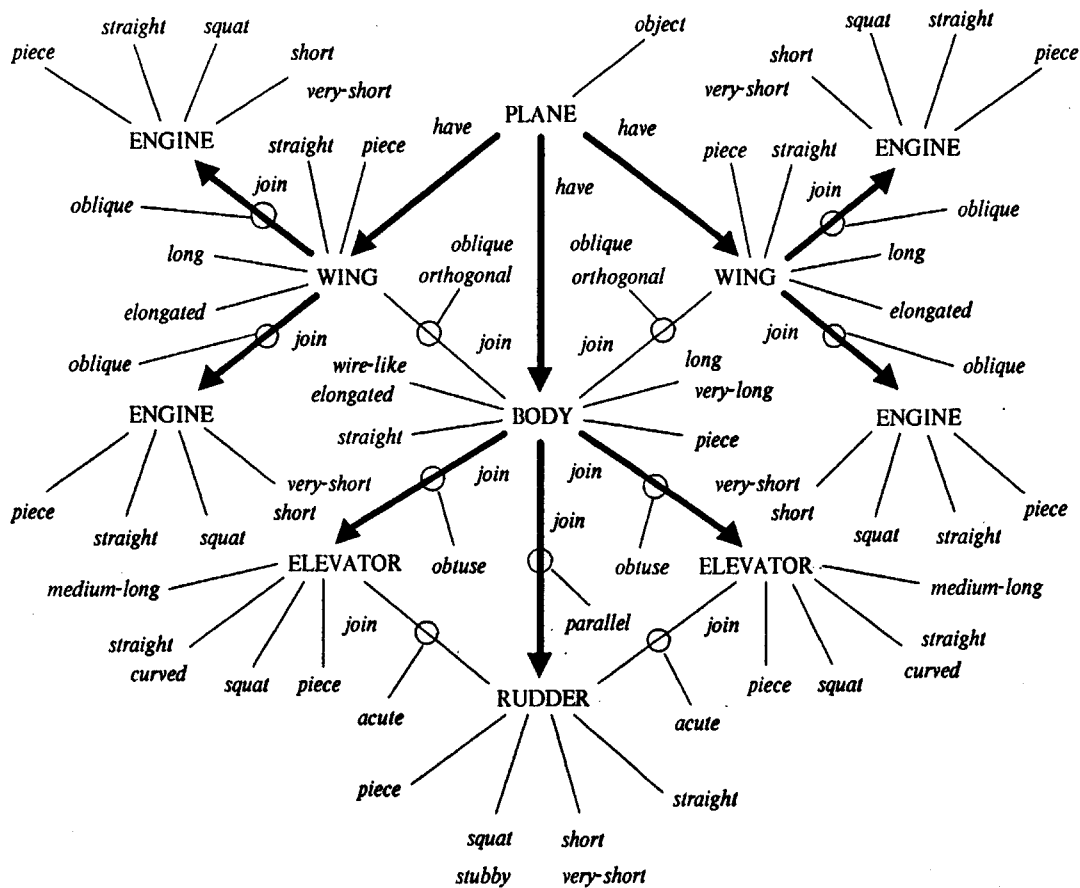 straight squat
piece
short
very-short
ENGINE
object
PLANE
squat straight
short
very-short
piece
ENGINE
have
have
have
straight piece
piece straight
join
join
oblique
oblique
long
long
WING
WING
oblique
orthogonal
oblique
orthogonal
elongated
elongated
join
join
join
join
oblique
oblique
wire-like
elongated
long
very-long
ENGINE
BODY
ENGINE
straight
piece
join
join
join
piece
straight
squat
very-short
short
very-short
short
squat
straight
piece
ELEVATOR
obtuse
obtuse
ELEVATOR
medium-long
medium-long
straight
curved
join
parallel
join
straight
curved
squat
piece
piece
squat
RUDDER
acute
acute
piece
straight
squat
stubby
short
very-short